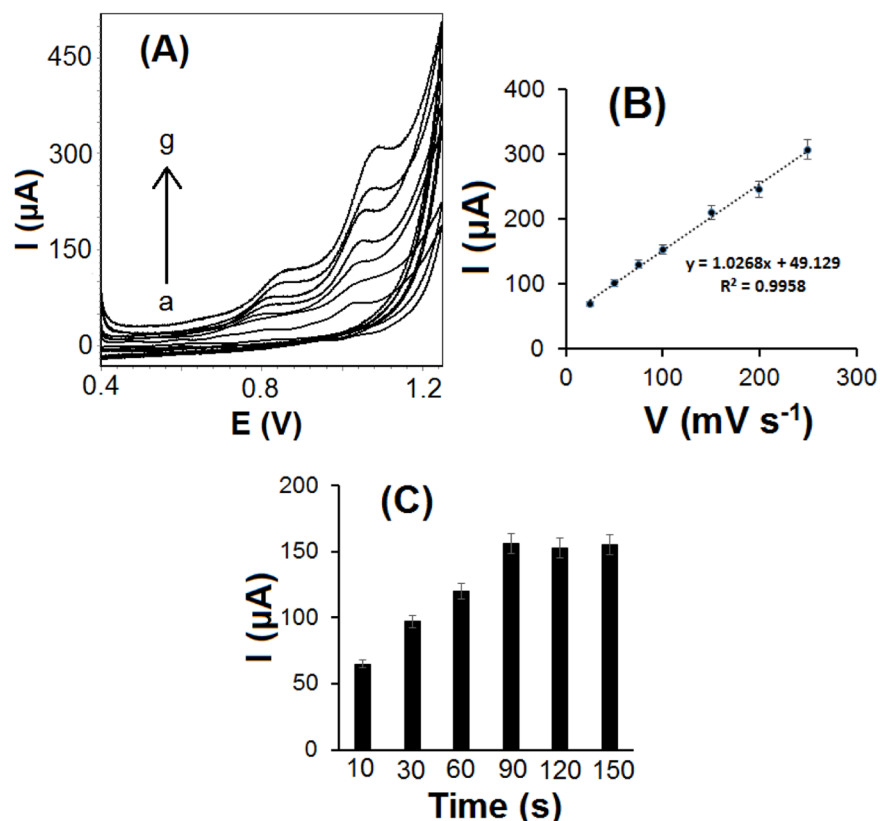 (A)
450
300
150
0
I (µA)
g
a
0.4 0.8 1.2
E (V)
(B)
400
300
200
100
0
I (µA)
y = 1.0268x + 49.129
R² = 0.9958
0 100 200 300
V (mV s⁻¹)
(C)
200
150
100
50
0
I (µA)
10 30 60 90 120 150
Time (s)